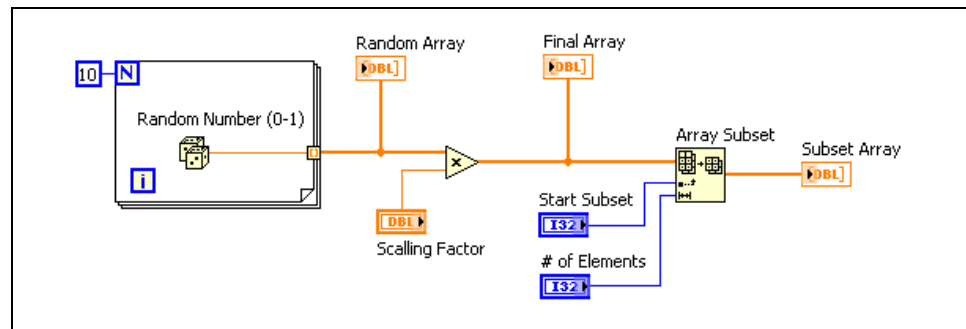 Random Array
DBL]
Final Array
DBL]
10 N
Random Number (0-1)
i
Array Subset
Subset Array
DBL]
Start Subset
I32
DBL
Scalling Factor
# of Elements
I32